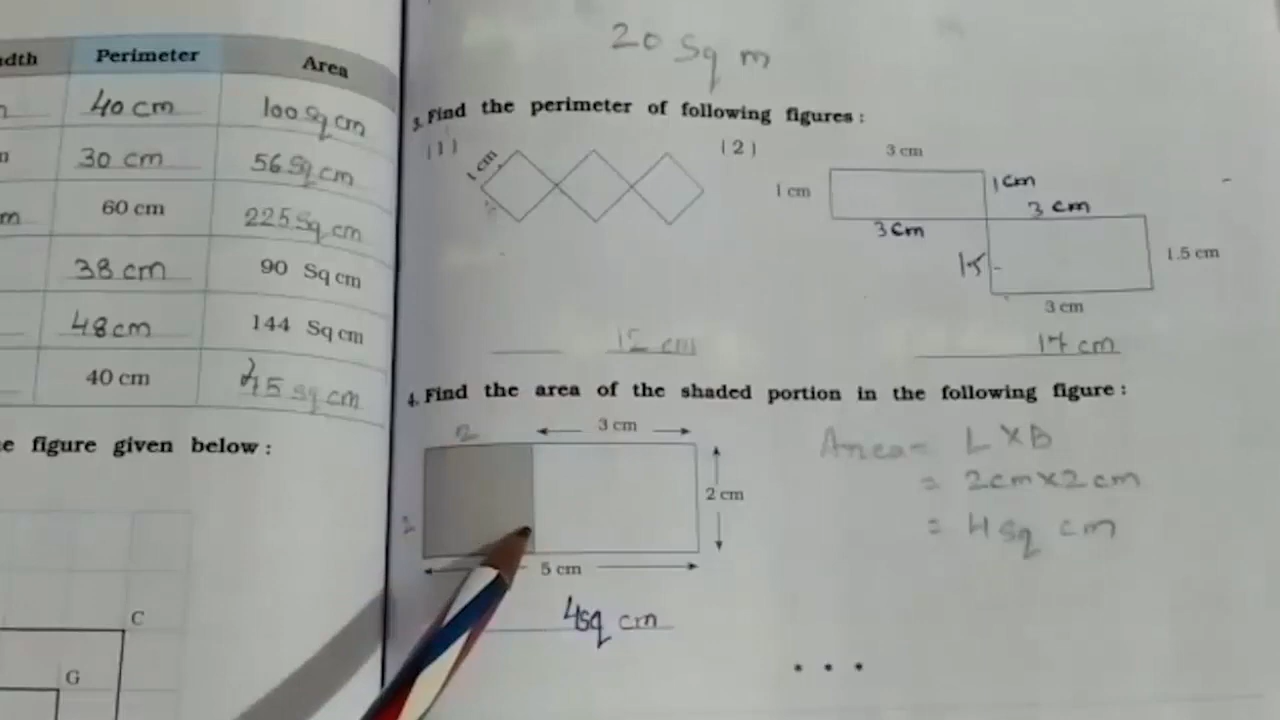 Perimeter Area
40 cm 100 Sq cm
30 cm 56 Sq cm
60 cm 225 Sq cm
38 cm 90 Sq cm
48 cm 144 Sq cm
40 cm 75 sq cm
figure given below :
C
G
20 Sq m
3. Find the perimeter of following figures :
(1) (2)
1 cm
3 cm
1 cm 1 cm
3 cm
3 cm
1.5 1.5 cm
3 cm
12 cm 17 cm
4. Find the area of the shaded portion in the following figure :
2 3 cm
2 2 cm
5 cm
4 sq cm
Area = L × B
= 2 cm × 2 cm
= 4 sq cm